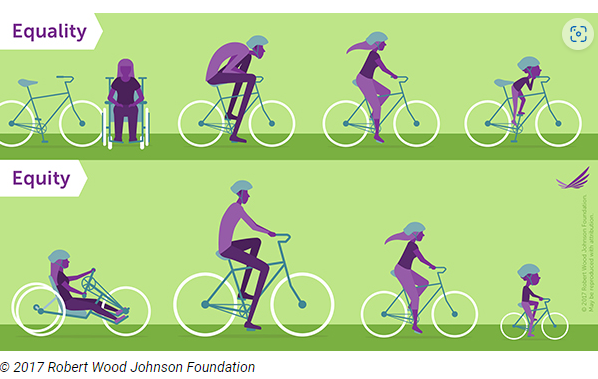 Equality
Equity
© 2017 Robert Wood Johnson Foundation.
May be reproduced with attribution.
© 2017 Robert Wood Johnson Foundation